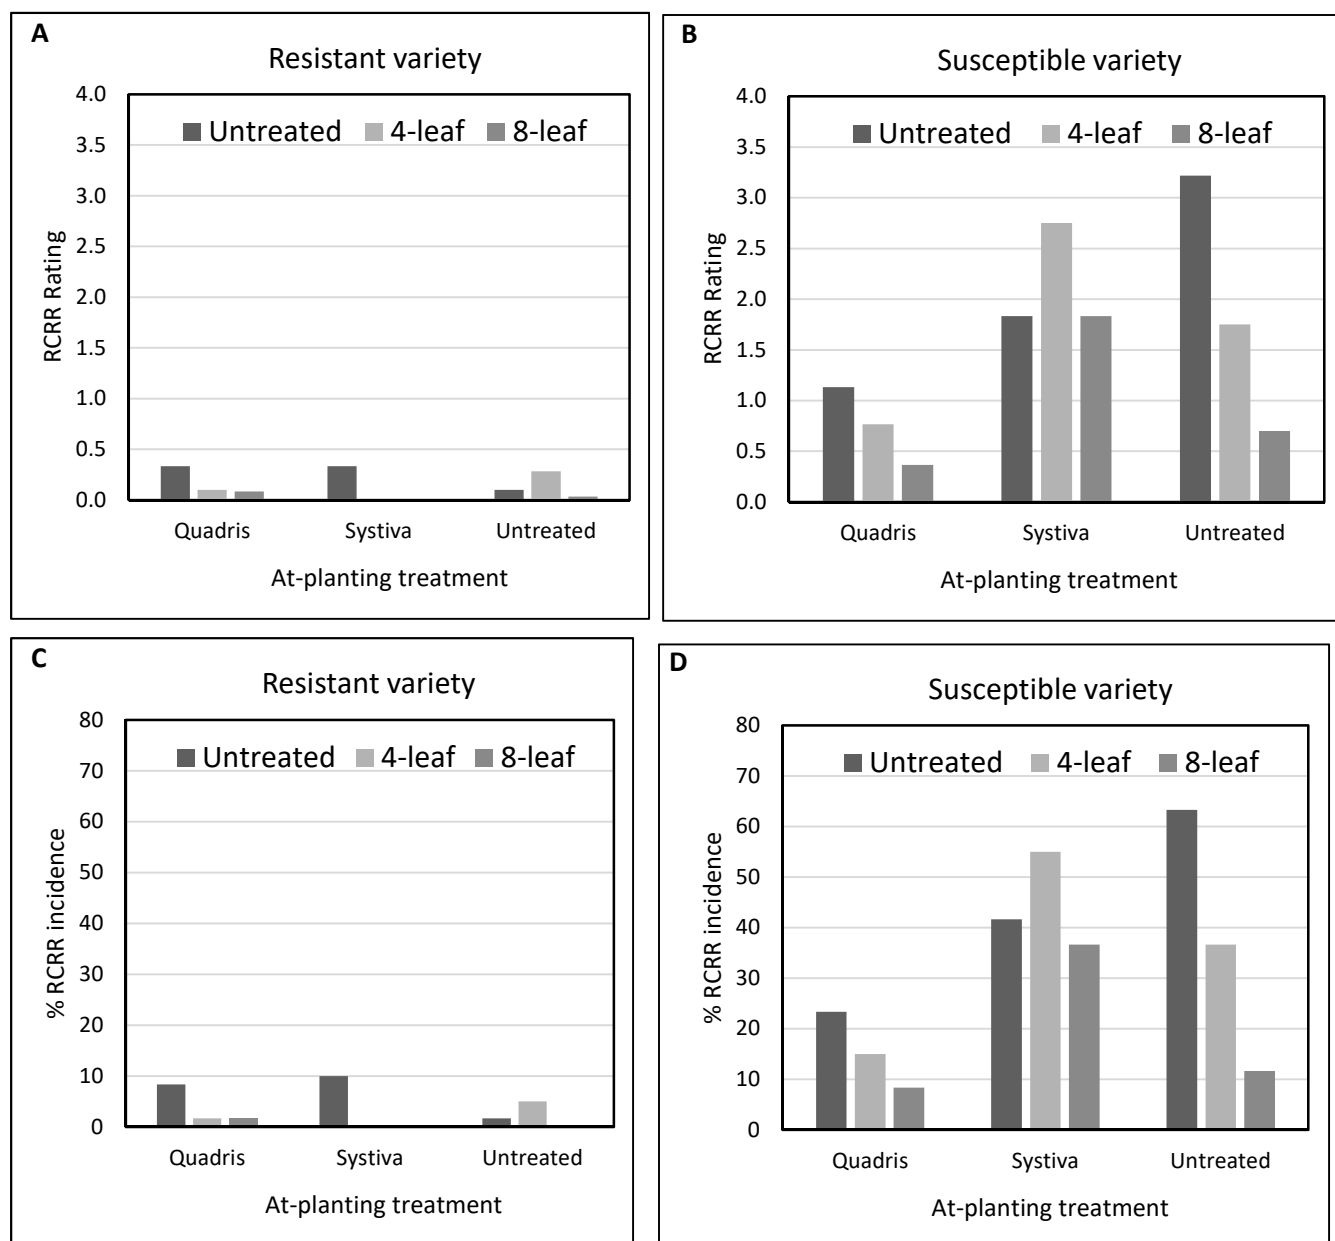 A
Resistant variety
4.0
3.5
3.0
2.5
2.0
1.5
1.0
0.5
0.0
RCRR Rating
Untreated 4-leaf 8-leaf
Quadris Systiva Untreated
At-planting treatment
B
Susceptible variety
4.0
3.5
3.0
2.5
2.0
1.5
1.0
0.5
0.0
RCRR Rating
Untreated 4-leaf 8-leaf
Quadris Systiva Untreated
At-planting treatment
C
Resistant variety
80
70
60
50
40
30
20
10
0
% RCRR incidence
Untreated 4-leaf 8-leaf
Quadris Systiva Untreated
At-planting treatment
D
Susceptible variety
80
70
60
50
40
30
20
10
0
% RCRR incidence
Untreated 4-leaf 8-leaf
Quadris Systiva Untreated
At-planting treatment